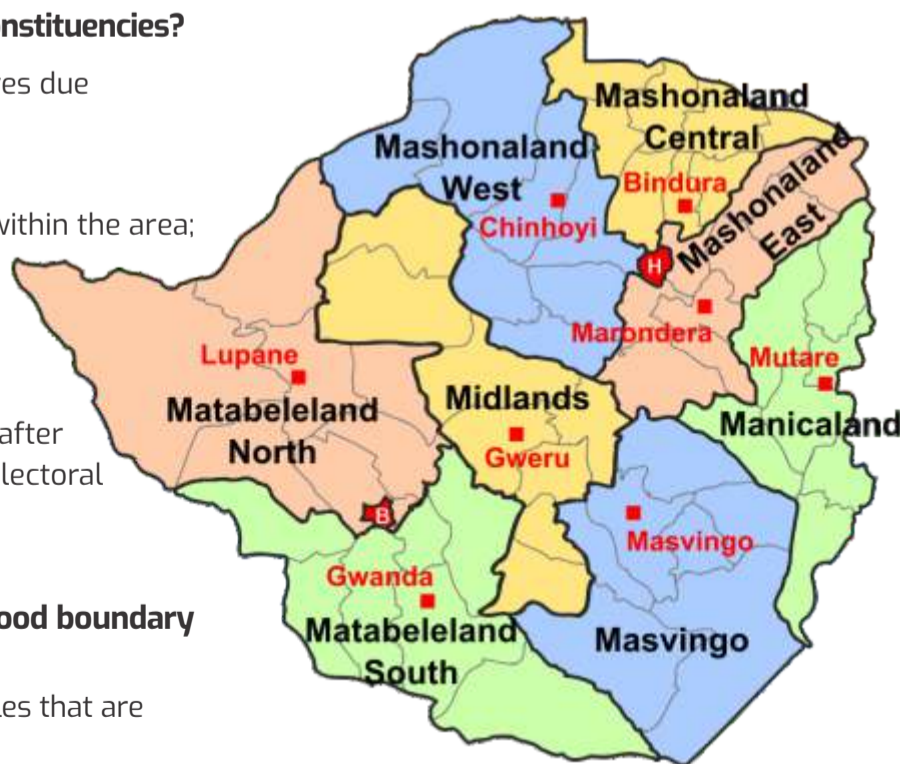 nstituencies?
es due
within the area;
after
lectoral
ood boundary
les that are
Mashonaland
Central
Mashonaland
West
Bindura
Mashonaland
East
Chinhoyi
H
Marondera
Lupane
Mutare
Midlands
Matabeleland
North
Manicaland
Gweru
B
Masvingo
Gwanda
Matabeleland
South
Masvingo